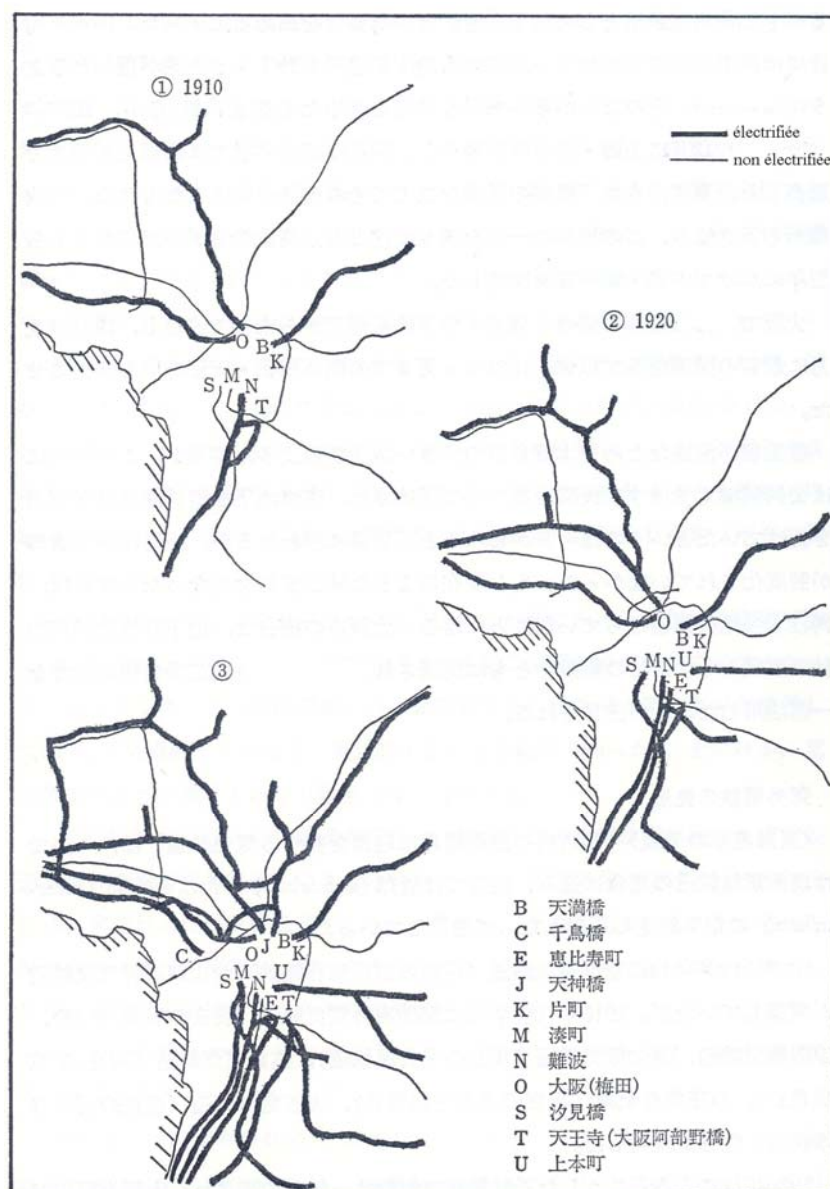 ① 1910
électrifiée
non électrifiée
O B
K
S M N
T
② 1920
O
B K
S M N U
E
T
③
C
J B
O K
U
S M N
E T
B 天満橋
C 千鳥橋
E 恵比寿町
J 天神橋
K 片町
M 湊町
N 難波
O 大阪(梅田)
S 汐見橋
T 天王寺(大阪阿部野橋)
U 上本町